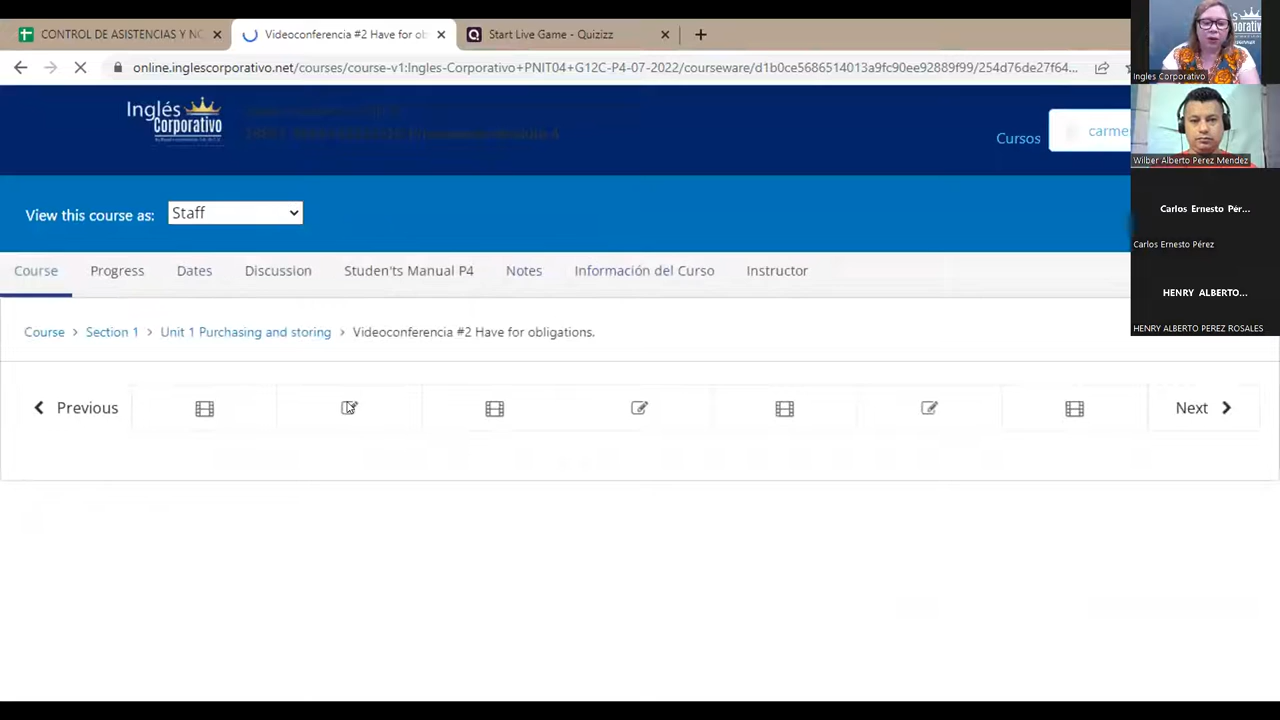 CONTROL DE ASISTENCIAS Y NO
Videoconferencia #2 Have for ob
Start Live Game - Quizizz
online.inglescorporativo.net/courses/course-v1:Ingles-Corporativo+PNIT04+G12C-P4-07-2022/courseware/d1b0ce5686514013a9fc90ee92889f99/254d76de27f64...
Inglés
Corporativo
Cursos
carmen
View this course as:
Staff
Course
Progress
Dates
Discussion
Studen'ts Manual P4
Notes
Información del Curso
Instructor
Course > Section 1 > Unit 1 Purchasing and storing > Videoconferencia #2 Have for obligations.
Previous
Next
Ingles Corporativo
Wilber Alberto Perez Mendez
Carlos Ernesto Pér...
Carlos Ernesto Pérez
HENRY ALBERTO...
HENRY ALBERTO PEREZ ROSALES